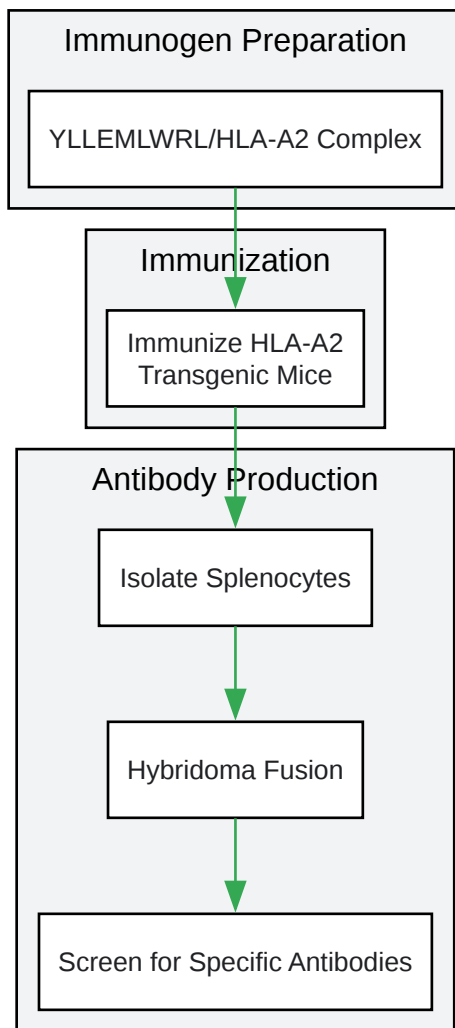 Immunogen Preparation
YLLEMLWRL/HLA-A2 Complex
Immunization
Immunize HLA-A2
Transgenic Mice
Antibody Production
Isolate Splenocytes
Hybridoma Fusion
Screen for Specific Antibodies